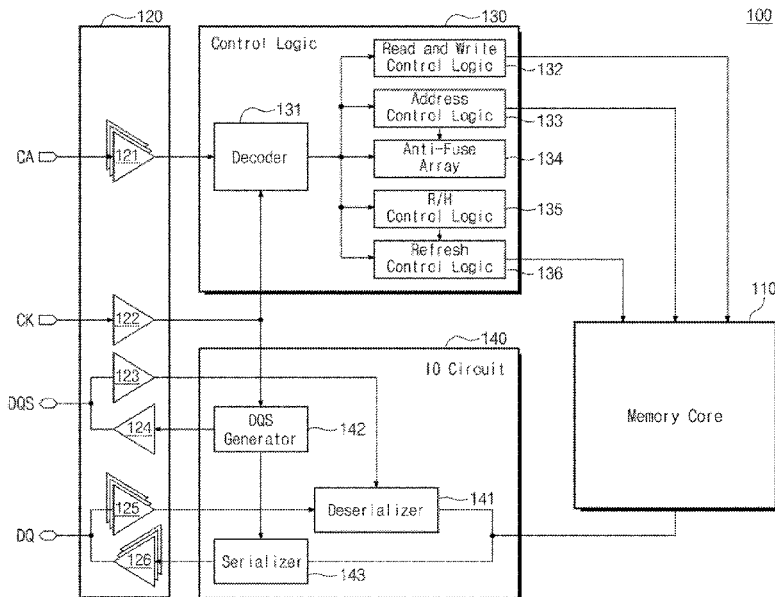 120
130
100
Control Logic
Read and Write
Control Logic
132
131
Address
Control Logic
133
CA
121
Decoder
Anti-Fuse
Array
134
R/H
Control Logic
135
Refresh
Control Logic
136
110
CK
122
140
123
IO Circuit
DQS
124
DQS
Generator
142
Memory Core
125
141
Deserializer
DQ
126
Serializer
143